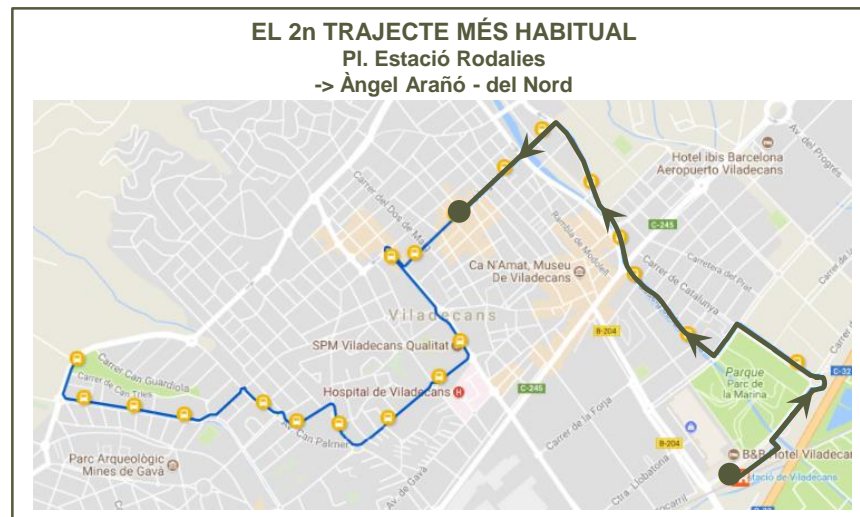 EL 2n TRAJECTE MÉS HABITUAL
Pl. Estació Rodalies
-> Àngel Arañó - del Nord
Av. del Progrés
Hotel ibis Barcelona
Aeropuerto Viladecans
Carrer del Dos de Maig
C-245
Rambla de Modolell
Ca N'Amat, Museu
De Viladecans
Carretera del Prat
Carrer de Catalunya
Viladecans
B-204
SPM Viladecans Qualitat
Carrer Can Guardiola
Carrer de Can Tries
Hospital de Viladecans
H
C-245
Parque
Parc de
la Marina
C-32
Carrer de la Forja
Av. Can Palmer
B-204
B&B Hotel Viladecan
Parc Arqueològic
Mines de Gavà
Av. de Gavà
Ctra. Llobatona
stació de Viladecans